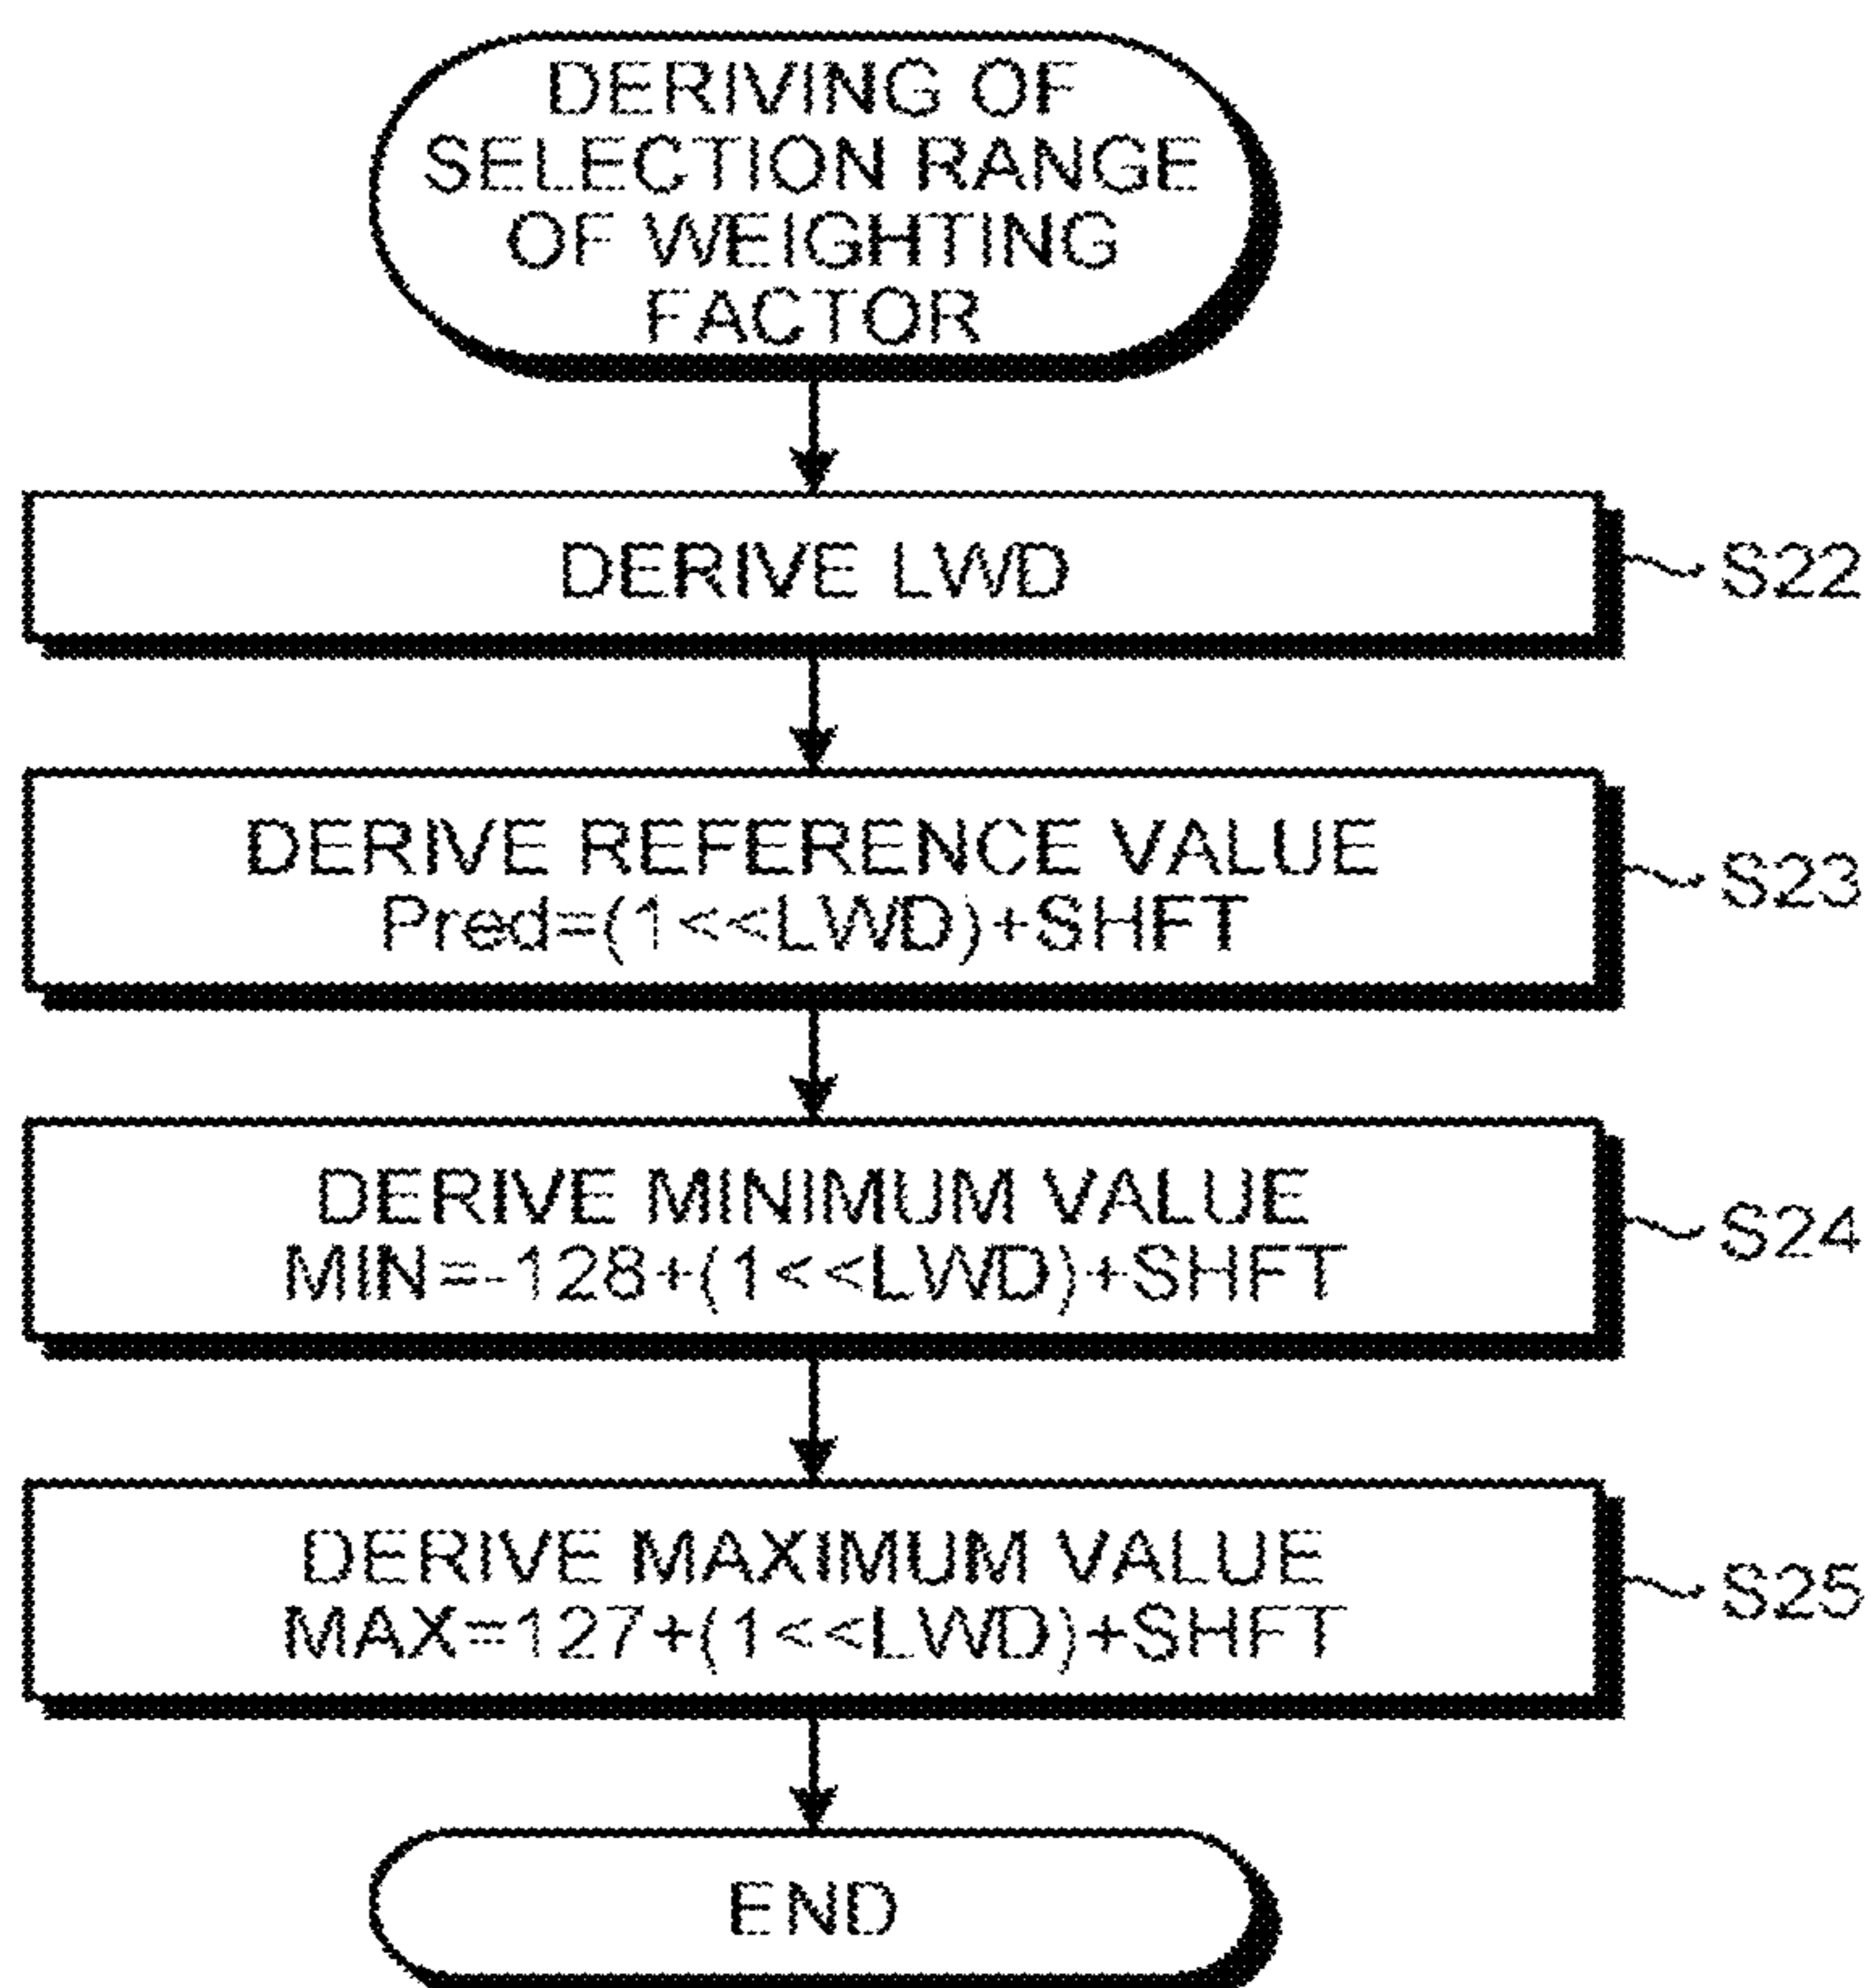 DERIVING OF
SELECTION RANGE
OF WEIGHTING
FACTOR
DERIVE LWD
S22
DERIVE REFERENCE VALUE
Pred=(1<<LWD)+SHFT
S23
DERIVE MINIMUM VALUE
MIN=-128+(1<<LWD)+SHFT
S24
DERIVE MAXIMUM VALUE
MAX=127+(1<<LWD)+SHFT
S25
END